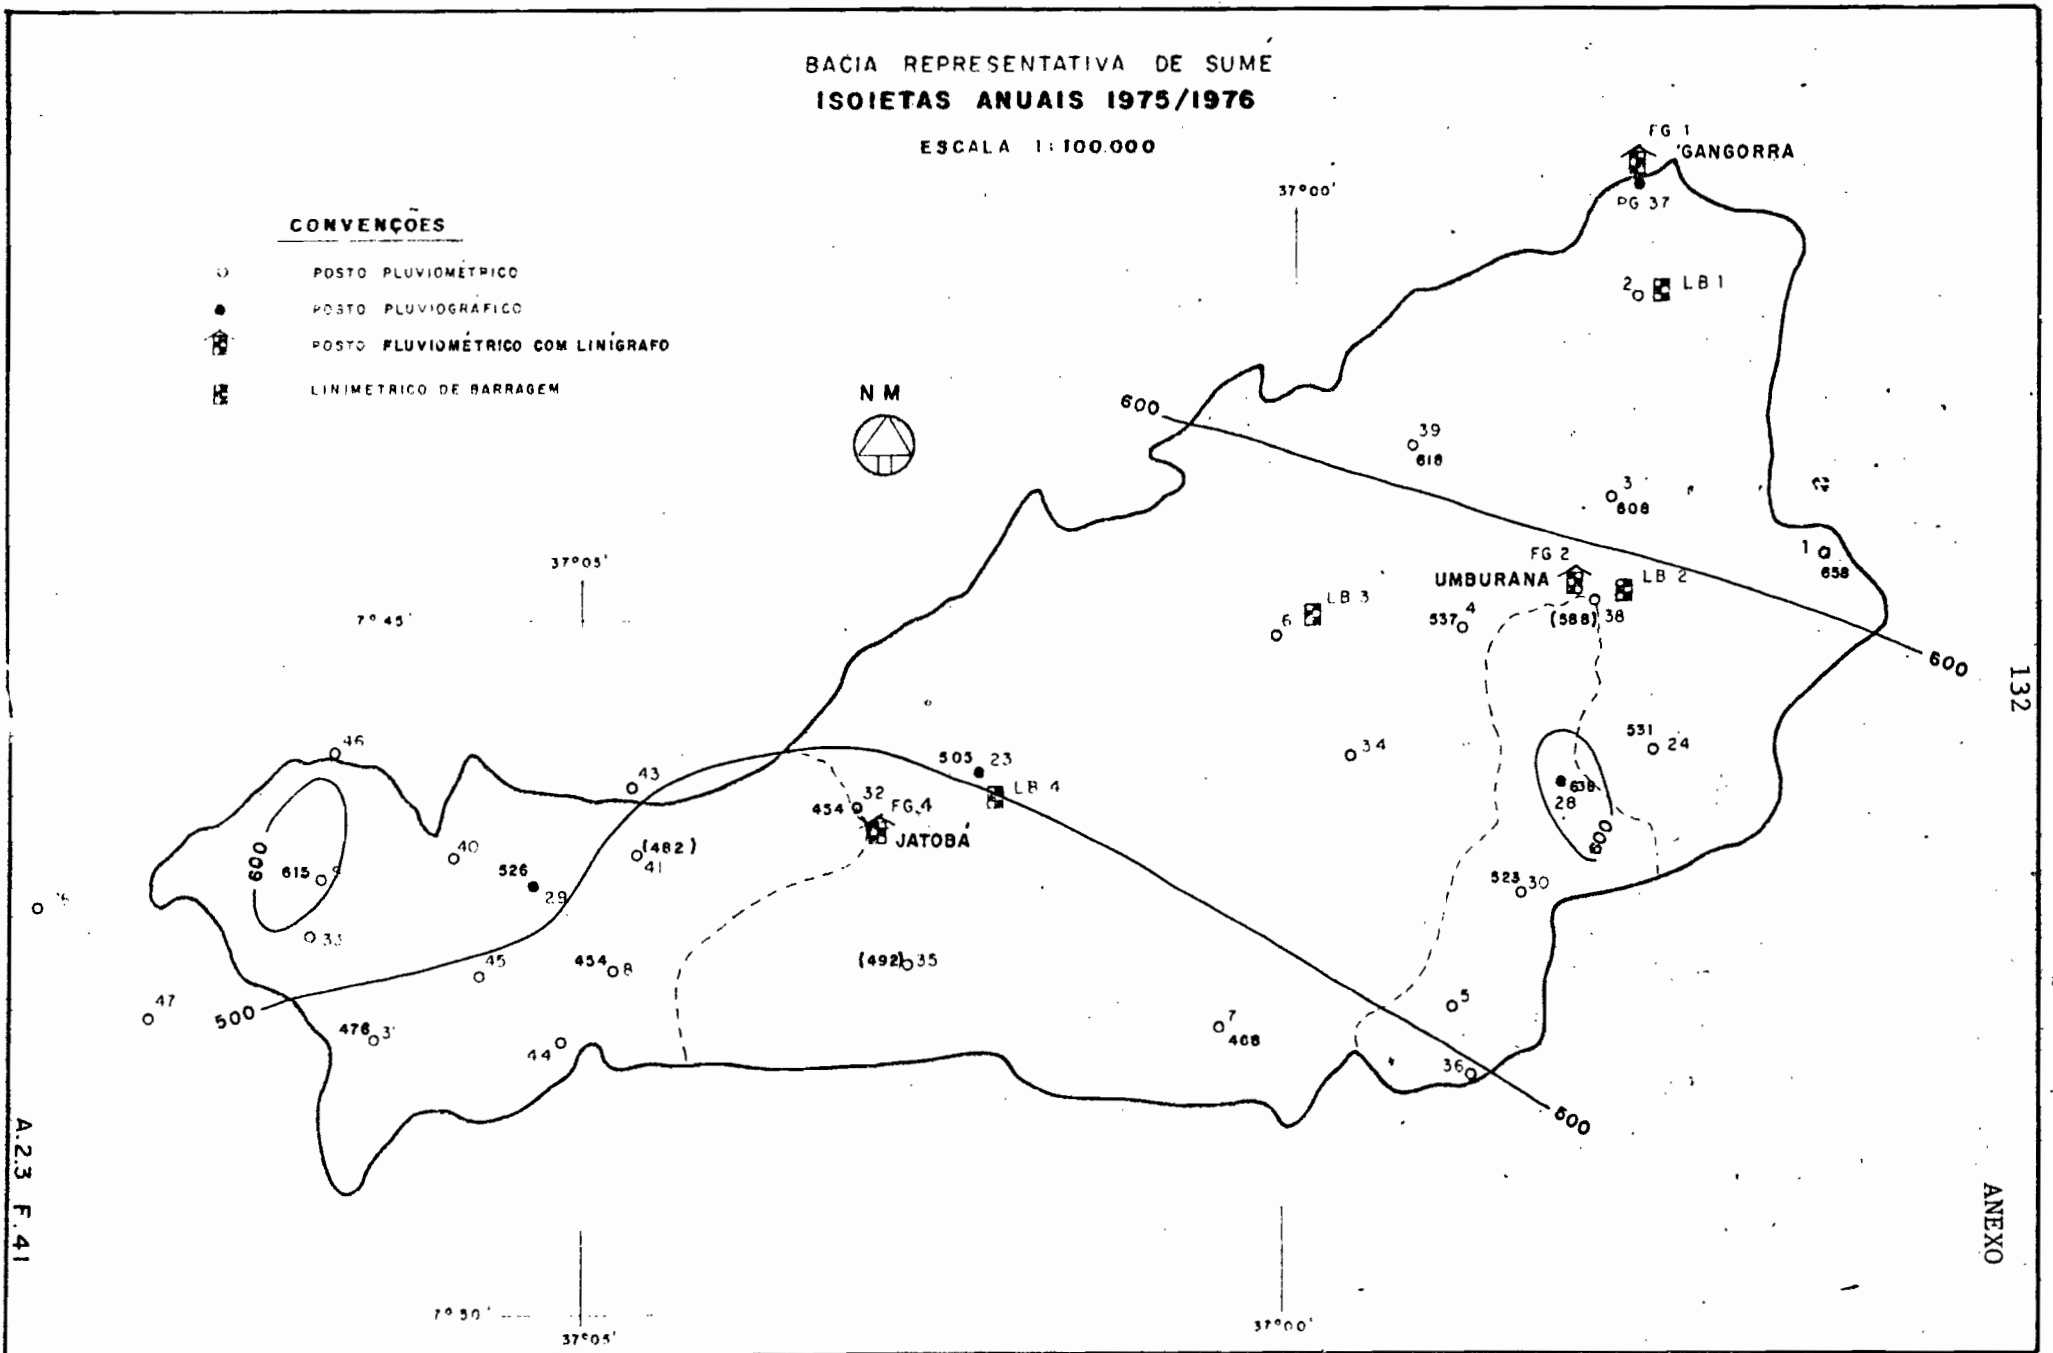 BACIA REPRESENTATIVA DE SUMÉ
ISOIETAS ANUAIS 1975/1976
ESCALA 1:100.000
CONVENÇÕES
POSTO PLUVIOMÉTRICO
POSTO PLUVIOGRÁFICO
POSTO FLUVIOMÉTRICO COM LINÍGRAFO
LINIMETRICO DE BARRAGEM
NM
37°00'
FG 1
GANGORRA
PG 37
2
LB 1
600
39
618
3
608
1
658
37°05'
7°45'
FG 2
UMBURANA
LB 2
LB 3
6
537
4
(588)
38
600
132
46
43
505
23
LB 4
34
531
24
454
32
FG 4
JATOBÁ
638
28
600
600
615
40
526
29
(482)
41
523
30
33
45
454
8
(492)
35
47
500
476
3
44
7
468
5
36
500
A.2.3 F.41
ANEXO
7°50'
37°05'
37°00'